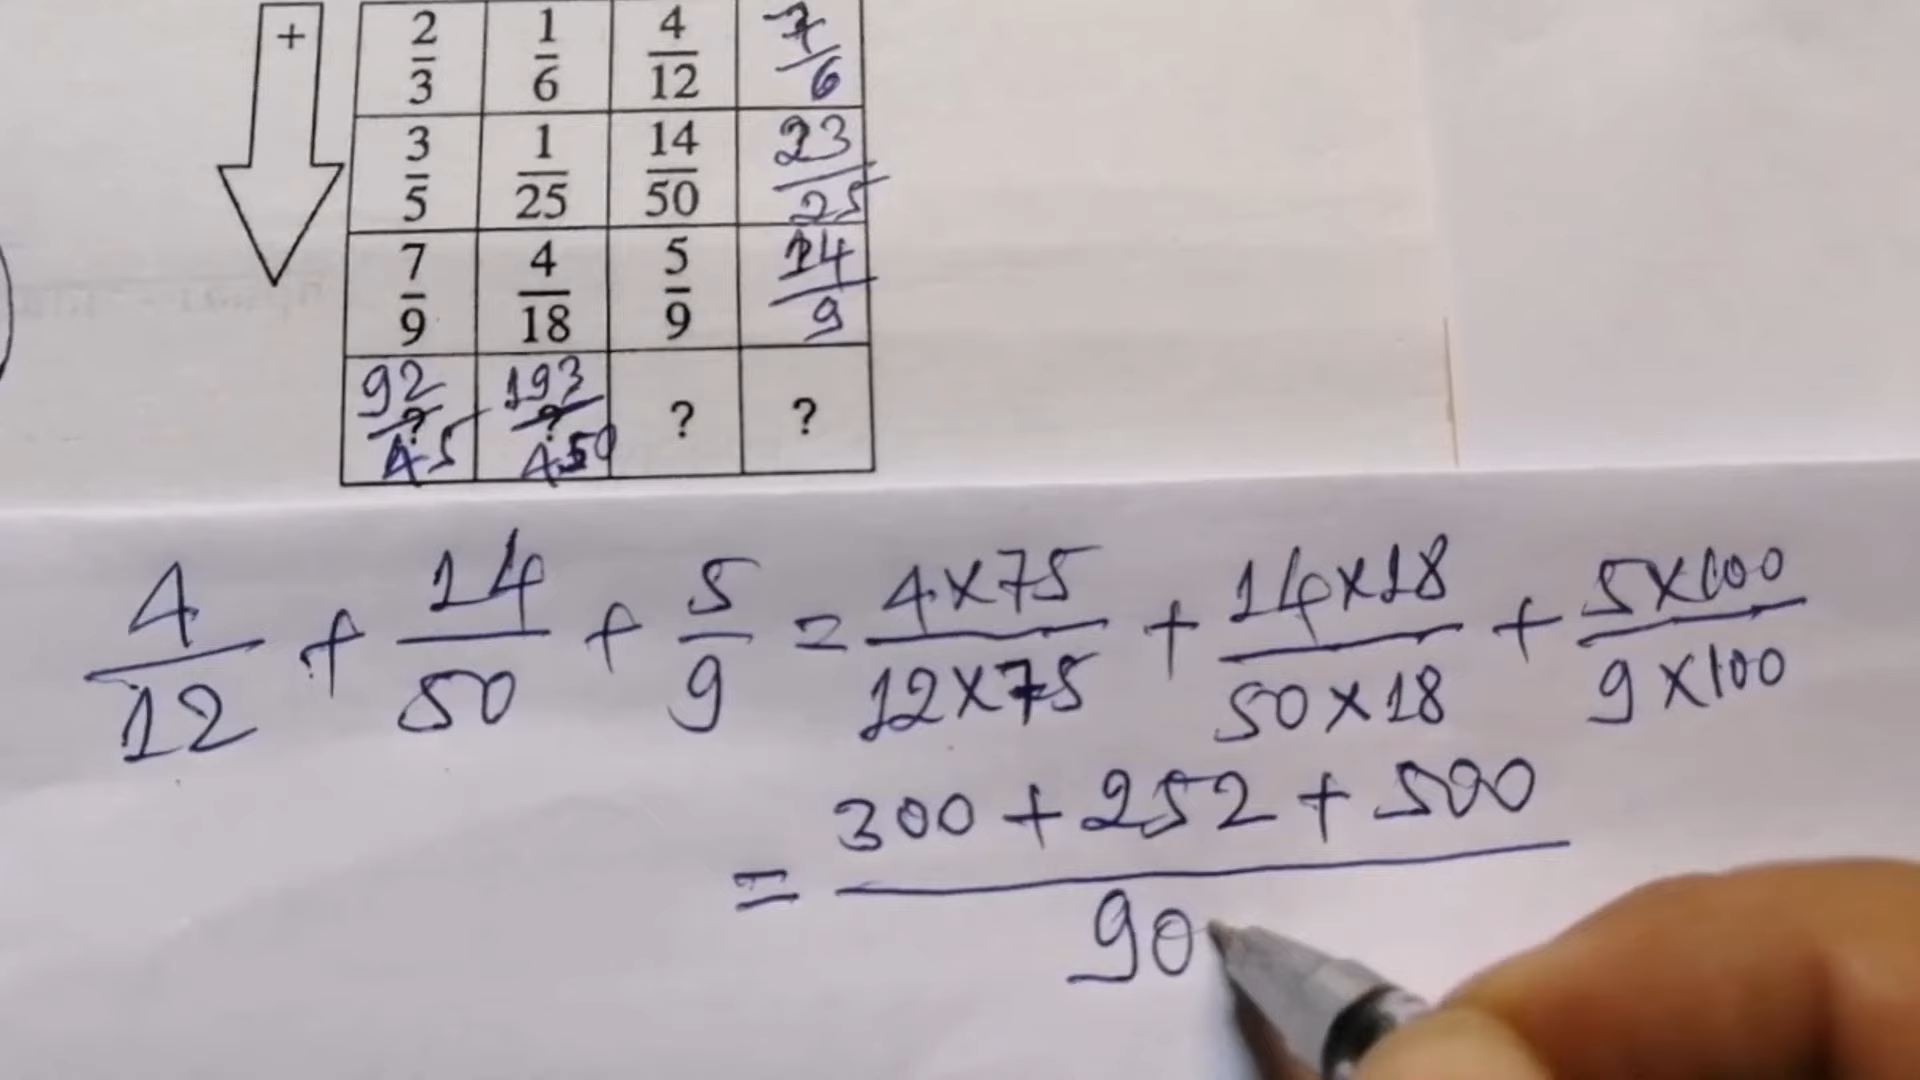 +
2/3 1/6 4/12 7/6
3/5 1/25 14/50 23/25
7/9 4/18 5/9 14/9
92/45 ? 193/450 ? ? ?
4/12 + 14/50 + 5/9 = 4×75/12×75 + 14×18/50×18 + 5×100/9×100
= 300+252+500/90